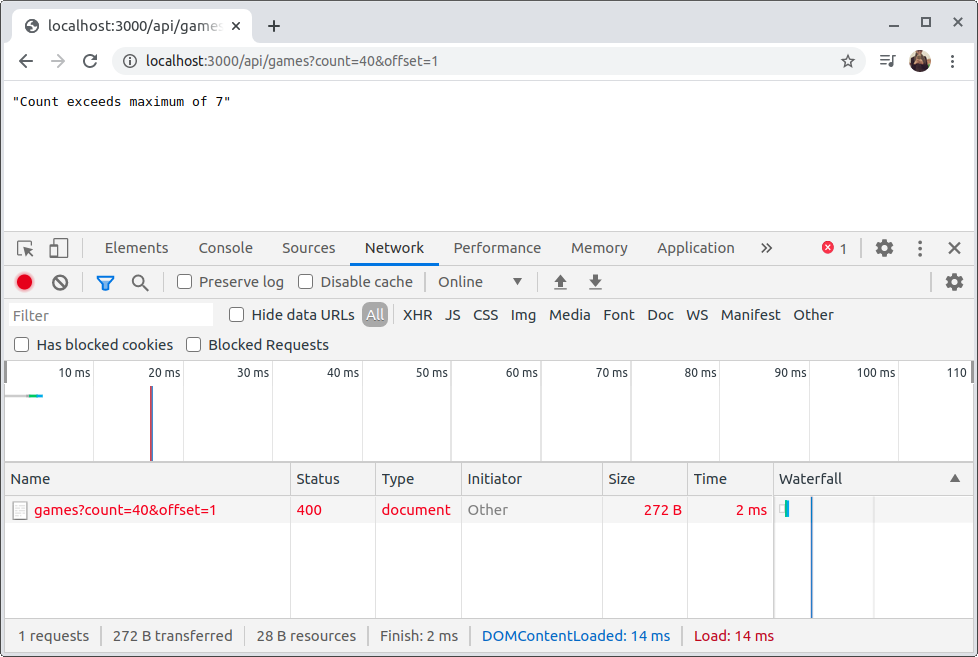 localhost:3000/api/games
localhost:3000/api/games?count=40&offset=1
"Count exceeds maximum of 7"
Elements Console Sources Network Performance Memory Application » 1
Preserve log Disable cache Online
Filter Hide data URLs All XHR JS CSS Img Media Font Doc WS Manifest Other
Has blocked cookies Blocked Requests
10 ms 20 ms 30 ms 40 ms 50 ms 60 ms 70 ms 80 ms 90 ms 100 ms 110
Name Status Type Initiator Size Time Waterfall
games?count=40&offset=1 400 document Other 272 B 2 ms
1 requests 272 B transferred 28 B resources Finish: 2 ms DOMContentLoaded: 14 ms Load: 14 ms